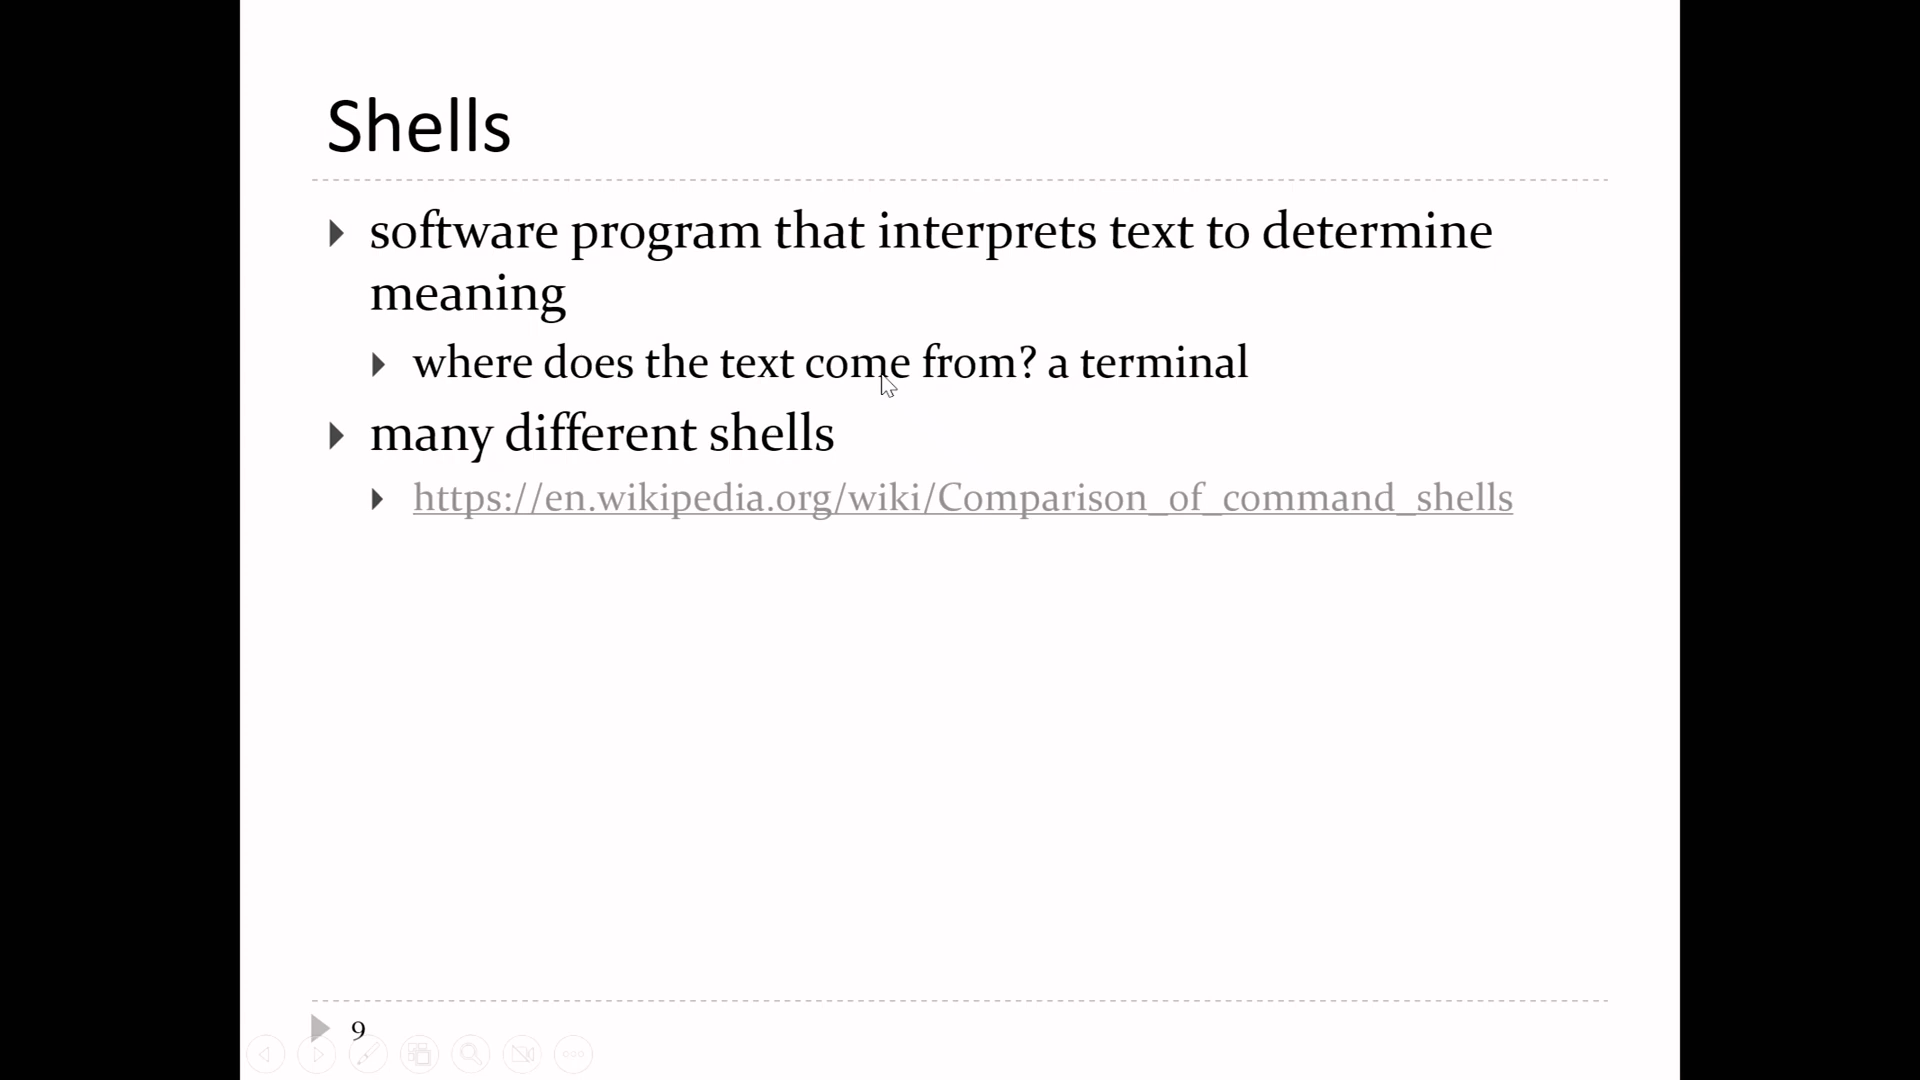 Shells
software program that interprets text to determine
meaning
where does the text come from? a terminal
many different shells
https://en.wikipedia.org/wiki/Comparison_of_command_shells
9